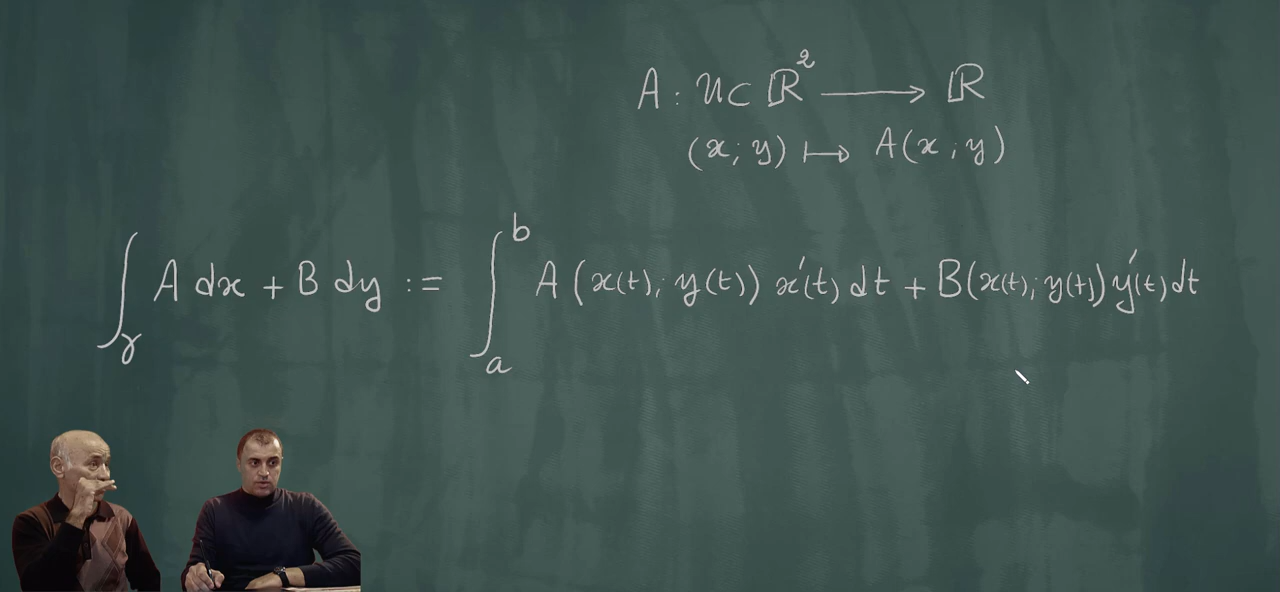 A : U ⊂ ℝ² ⟶ ℝ
(x ; y) ⟼ A(x ; y)
∫_γ A dx + B dy := ∫_a^b A (x(t) ; y(t)) x'(t) dt + B(x(t) ; y(t)) y'(t) dt